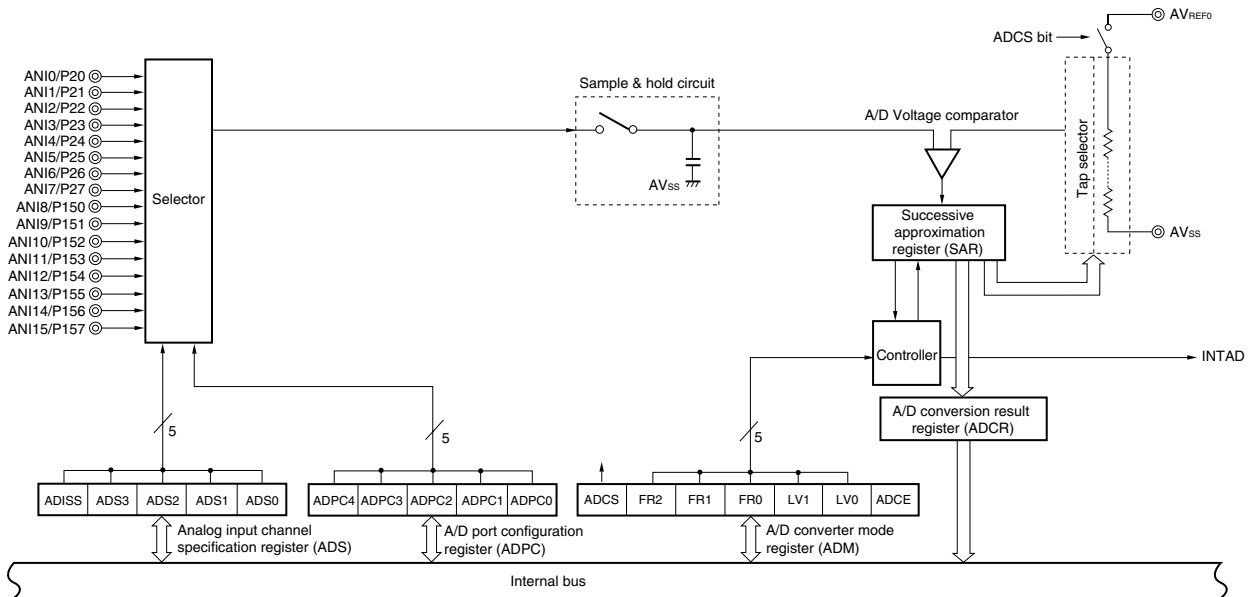 AVREF0
ADCS bit
ANI0/P20
ANI1/P21
ANI2/P22
ANI3/P23
ANI4/P24
ANI5/P25
ANI6/P26
ANI7/P27
ANI8/P150
ANI9/P151
ANI10/P152
ANI11/P153
ANI12/P154
ANI13/P155
ANI14/P156
ANI15/P157
Selector
Sample & hold circuit
AVSS
A/D Voltage comparator
Tap selector
AVSS
Successive
approximation
register (SAR)
Controller
INTAD
A/D conversion result
register (ADCR)
5
5
5
ADISS ADS3 ADS2 ADS1 ADS0
ADPC4 ADPC3 ADPC2 ADPC1 ADPC0
ADCS FR2 FR1 FR0 LV1 LV0 ADCE
Analog input channel
specification register (ADS)
A/D port configuration
register (ADPC)
A/D converter mode
register (ADM)
Internal bus